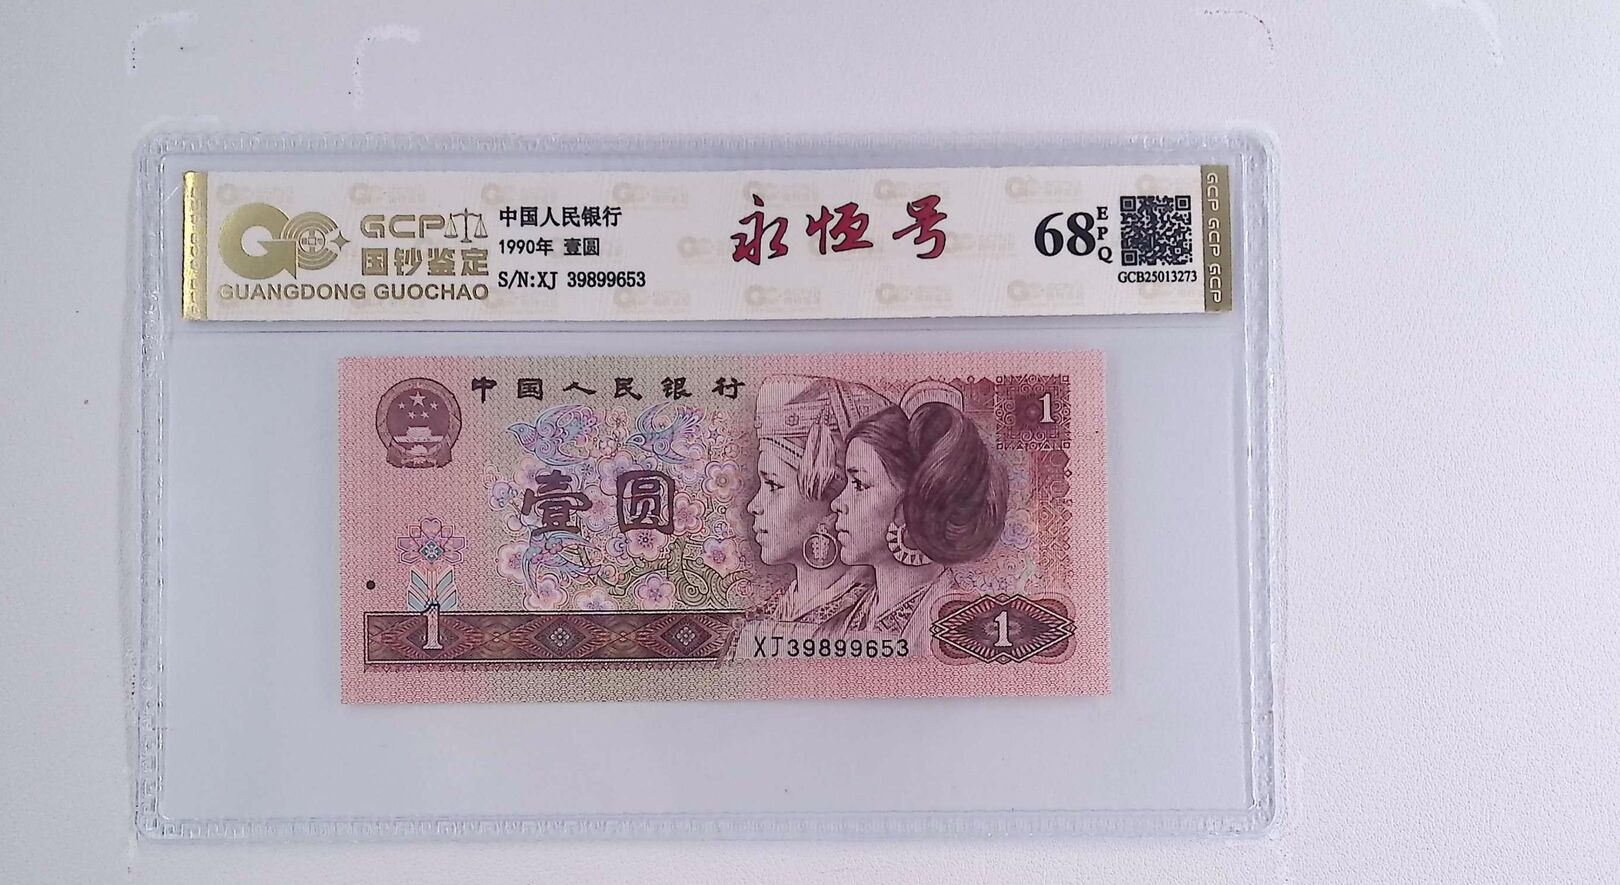 GCP
国钞鉴定
GUANGDONG GUOCHAO
中国人民银行
1990年 壹圆
S/N:XJ 39899653
永恒号
68
EPQ
GCB25013273
GCP GCP GCP
中国人民银行
1
壹圆
1
XJ39899653
1